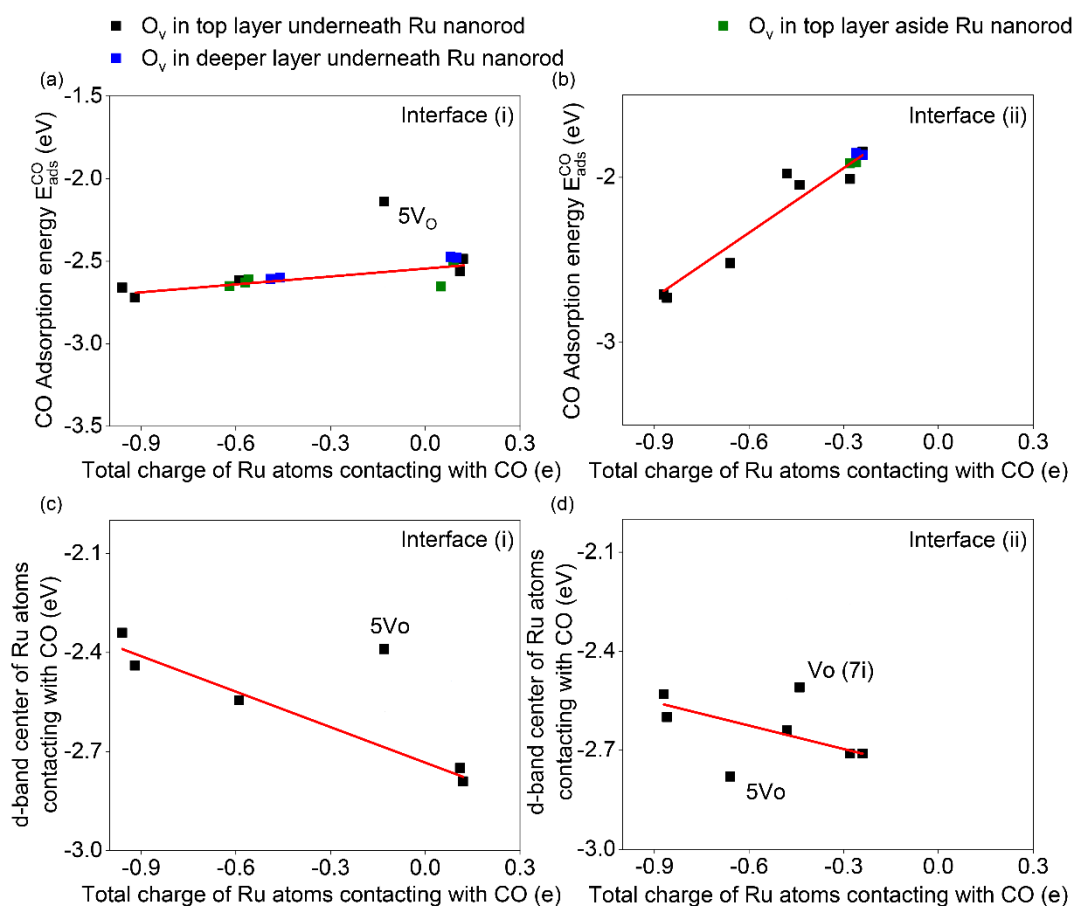 O_v in top layer underneath Ru nanorod
O_v in top layer aside Ru nanorod
O_v in deeper layer underneath Ru nanorod
(a)
Interface (i)
5V_O
-1.5
-2.0
-2.5
-3.0
-3.5
-0.9 -0.6 -0.3 0.0 0.3
CO Adsorption energy E_ads^CO (eV)
Total charge of Ru atoms contacting with CO (e)
(b)
Interface (ii)
-2
-3
-0.9 -0.6 -0.3 0.0 0.3
CO Adsorption energy E_ads^CO (eV)
Total charge of Ru atoms contacting with CO (e)
(c)
Interface (i)
5Vo
-2.1
-2.4
-2.7
-3.0
-0.9 -0.6 -0.3 0.0 0.3
d-band center of Ru atoms
contacting with CO (eV)
Total charge of Ru atoms contacting with CO (e)
(d)
Interface (ii)
Vo (7i)
5Vo
-2.1
-2.4
-2.7
-3.0
-0.9 -0.6 -0.3 0.0 0.3
d-band center of Ru atoms
contacting with CO (eV)
Total charge of Ru atoms contacting with CO (e)